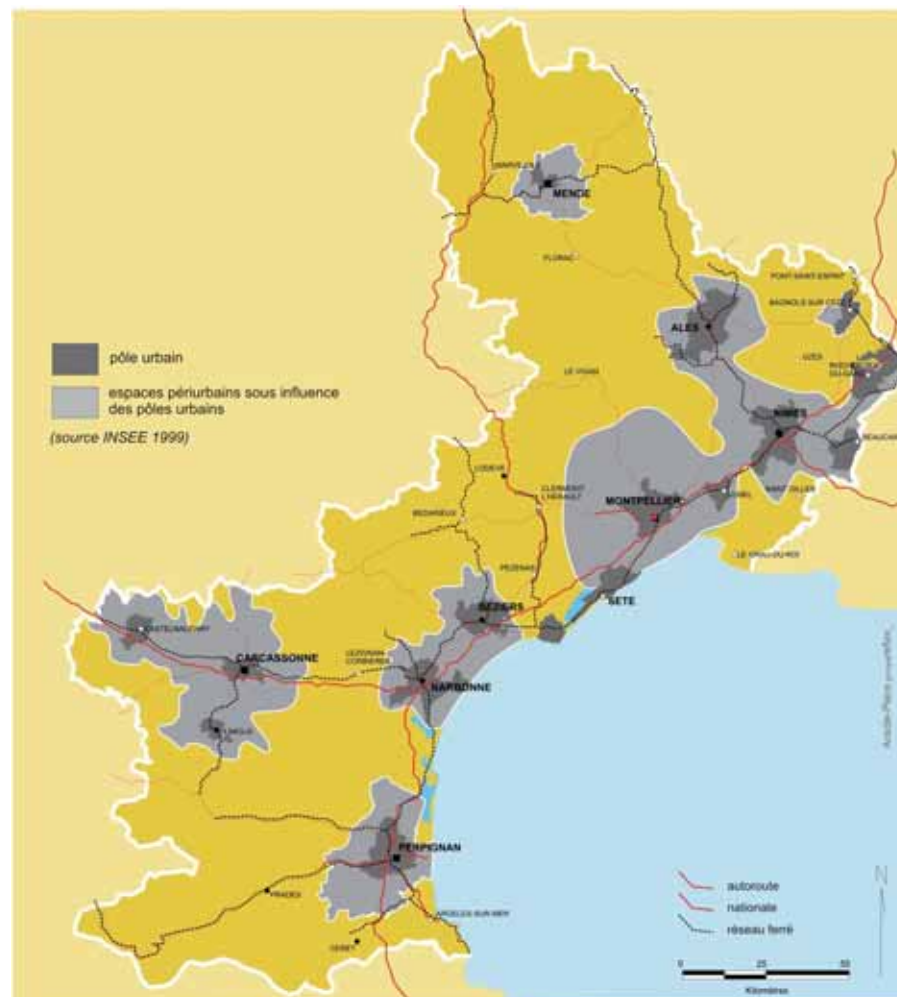 MENDE
FLORAC
PONT SAINT ESPRIT
BAGNOLS SUR CEZE
ALES
UZES
pôle urbain
LE VIGAN
espaces périurbains sous influence
des pôles urbains
(source INSEE 1999)
NIMES
BEAUCAIRE
LODEVE
CLERMONT
L'HERAULT
MONTPELLIER
LUNEL
SAINT GILLES
BEDARIEUX
LE GRAU-DU-ROI
PEZENAS
SETE
BEZIERS
CASTELNAUDARY
CARCASSONNE
LEZIGNAN
CORBIERES
NARBONNE
LIMOUX
PERPIGNAN
PRADES
ARGELES-SUR-MER
CERET
autoroute
nationale
réseau ferré
N
0 25 50
Kilomètres